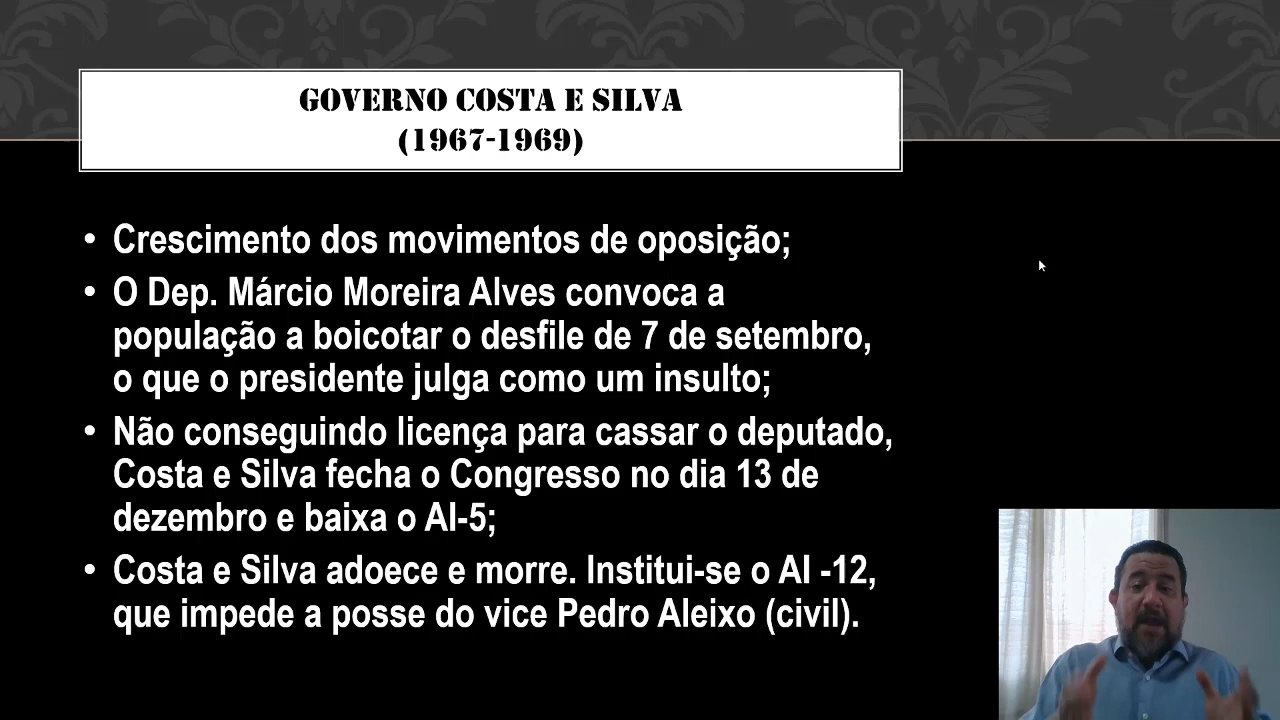 GOVERNO COSTA E SILVA
(1967-1969)
• Crescimento dos movimentos de oposição;
• O Dep. Márcio Moreira Alves convoca a
população a boicotar o desfile de 7 de setembro,
o que o presidente julga como um insulto;
• Não conseguindo licença para cassar o deputado,
Costa e Silva fecha o Congresso no dia 13 de
dezembro e baixa o AI-5;
• Costa e Silva adoece e morre. Institui-se o AI -12,
que impede a posse do vice Pedro Aleixo (civil).